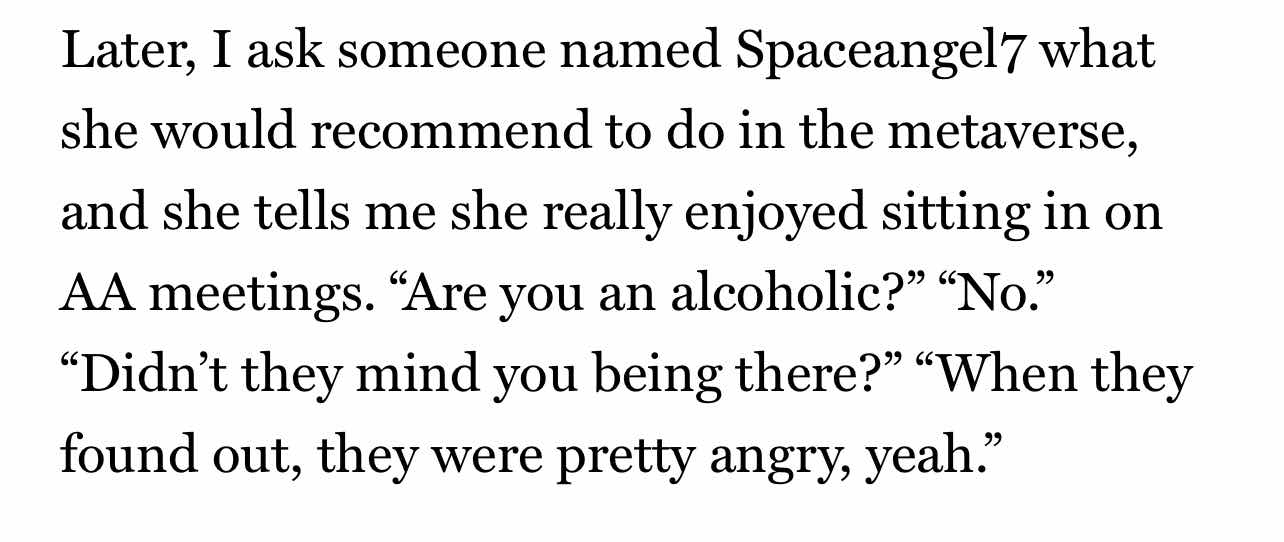 Later, I ask someone named Spaceangel7 what
she would recommend to do in the metaverse,
and she tells me she really enjoyed sitting in on
AA meetings. “Are you an alcoholic?” “No.”
“Didn’t they mind you being there?” “When they
found out, they were pretty angry, yeah.”